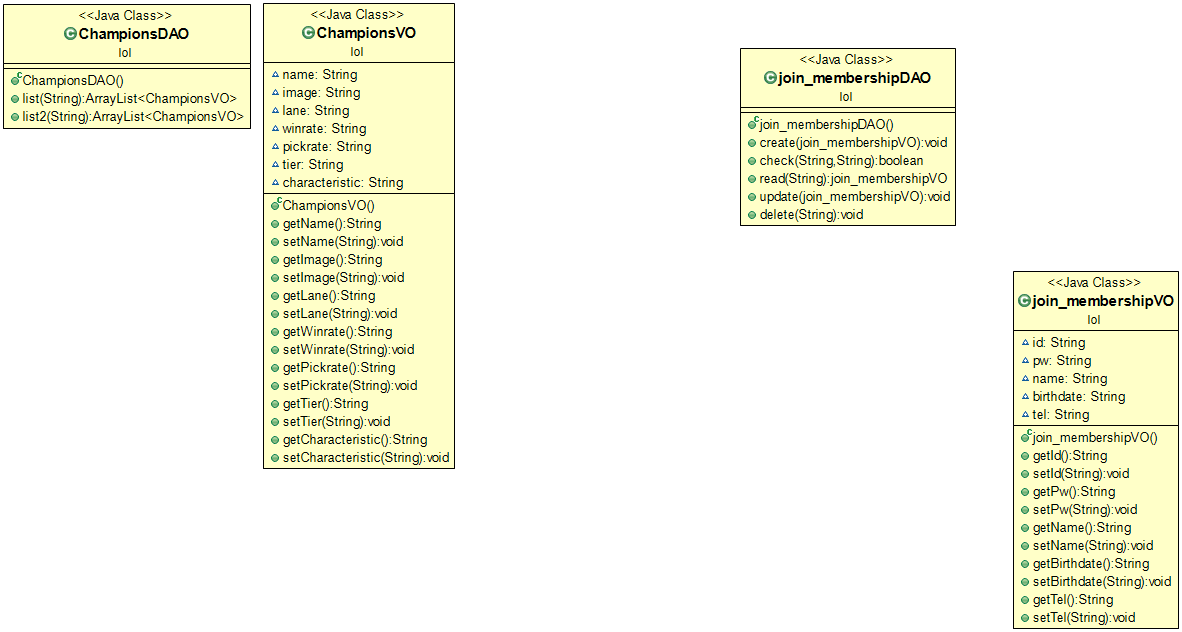 <<Java Class>>
ChampionsDAO
lol
ChampionsDAO()
list(String):ArrayList<ChampionsVO>
list2(String):ArrayList<ChampionsVO>
<<Java Class>>
ChampionsVO
lol
name: String
image: String
lane: String
winrate: String
pickrate: String
tier: String
characteristic: String
ChampionsVO()
getName():String
setName(String):void
getImage():String
setImage(String):void
getLane():String
setLane(String):void
getWinrate():String
setWinrate(String):void
getPickrate():String
setPickrate(String):void
getTier():String
setTier(String):void
getCharacteristic():String
setCharacteristic(String):void
<<Java Class>>
join_membershipDAO
lol
join_membershipDAO()
create(join_membershipVO):void
check(String,String):boolean
read(String):join_membershipVO
update(join_membershipVO):void
delete(String):void
<<Java Class>>
join_membershipVO
lol
id: String
pw: String
name: String
birthdate: String
tel: String
join_membershipVO()
getId():String
setId(String):void
getPw():String
setPw(String):void
getName():String
setName(String):void
getBirthdate():String
setBirthdate(String):void
getTel():String
setTel(String):void